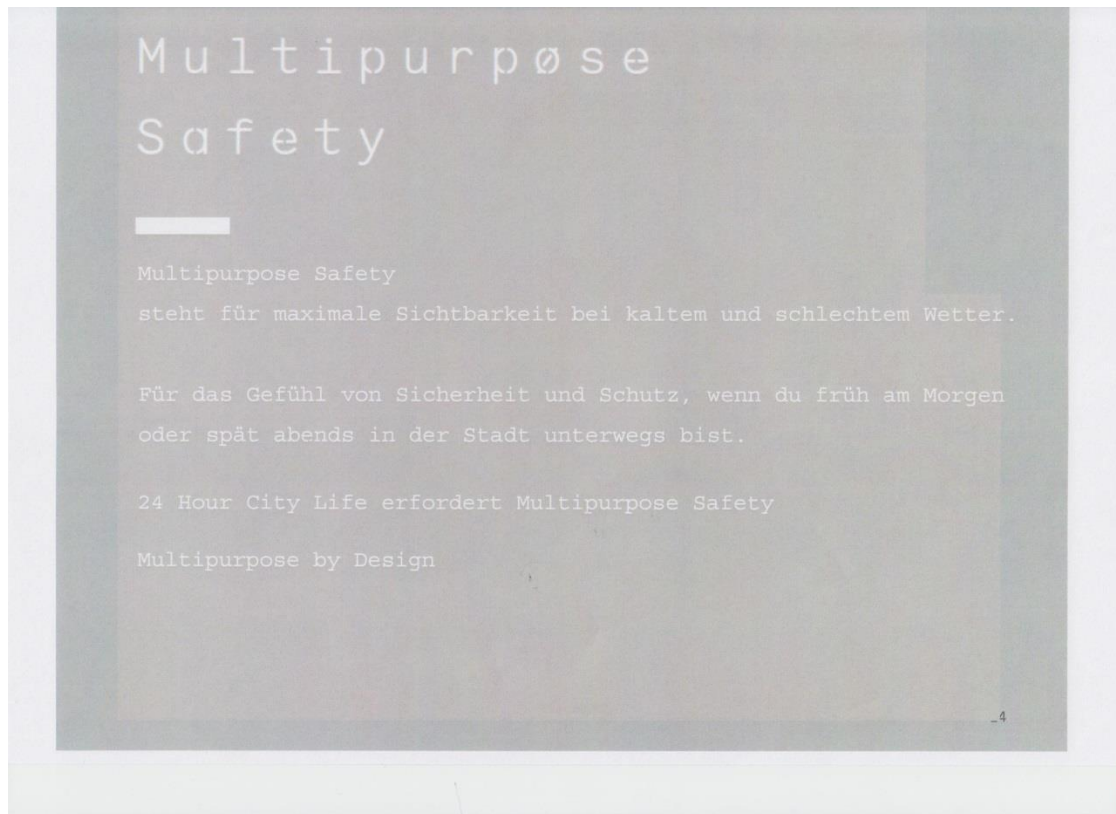 Multipurpøse
Safety
Multipurpose Safety
steht für maximale Sichtbarkeit bei kaltem und schlechtem Wetter.
Für das Gefühl von Sicherheit und Schutz, wenn du früh am Morgen
oder spät abends in der Stadt unterwegs bist.
24 Hour City Life erfordert Multipurpose Safety
Multipurpose by Design
_4